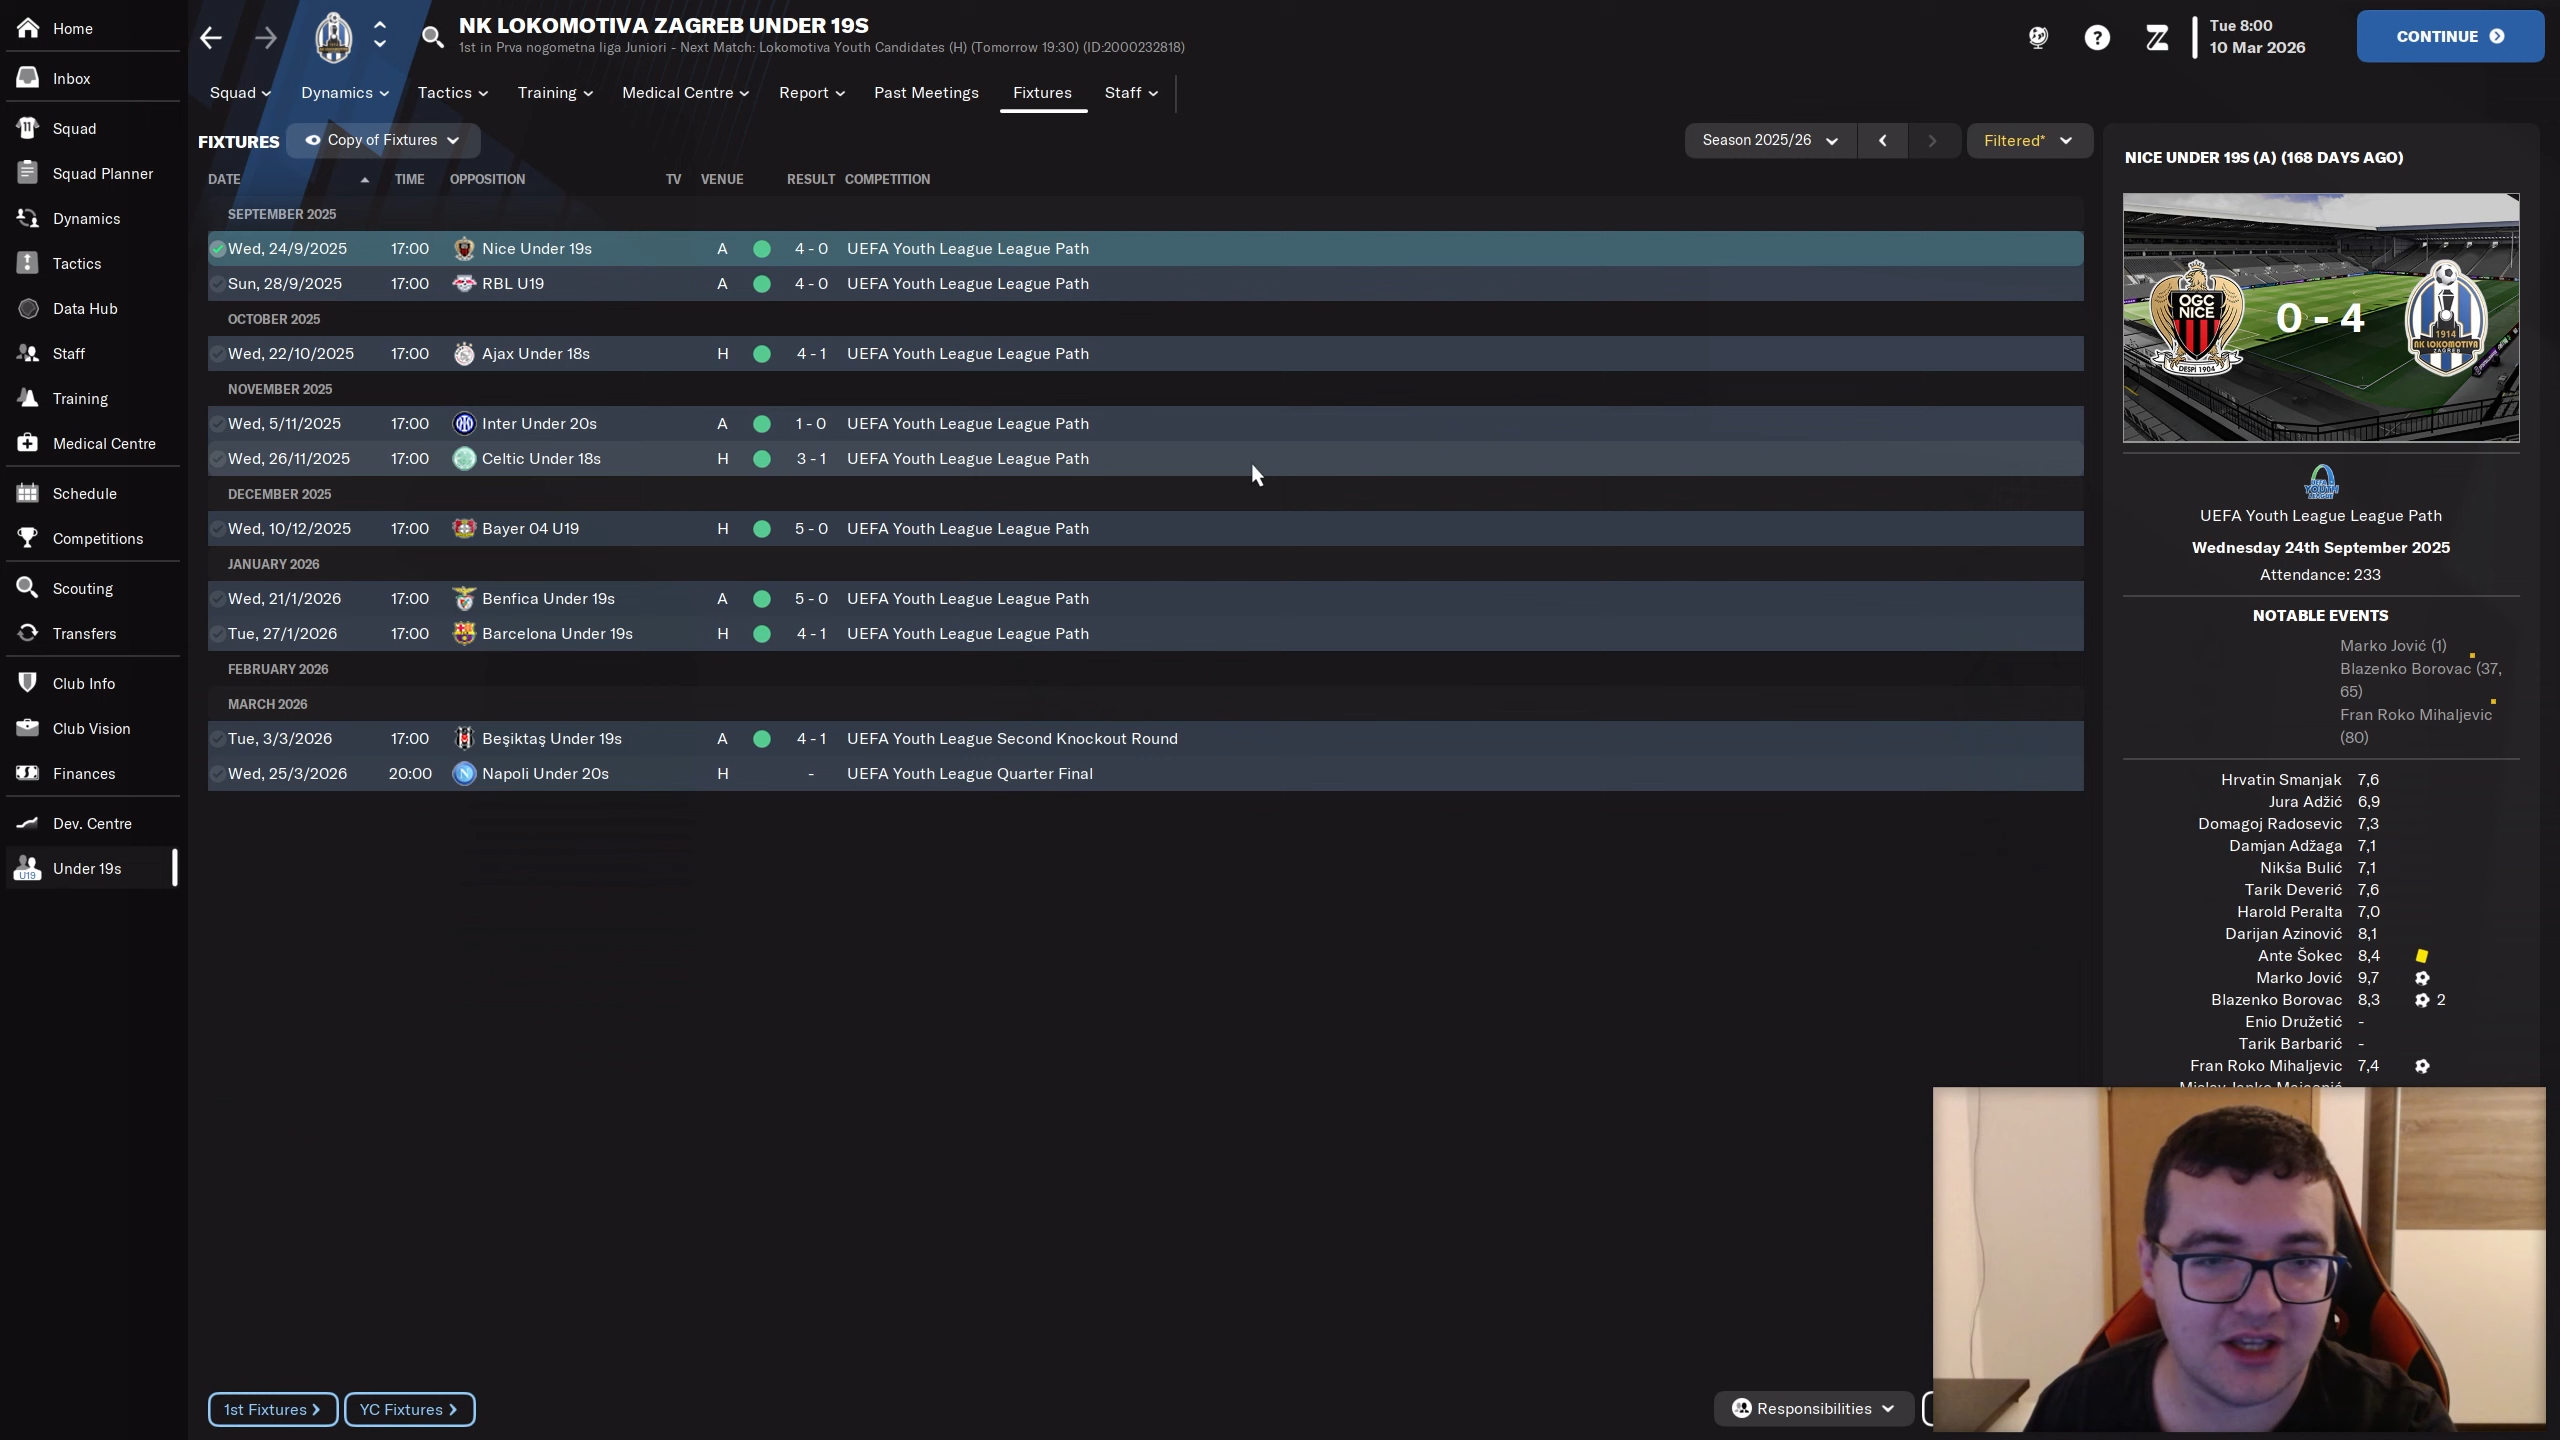 Home
Inbox
Squad
Squad Planner
Dynamics
Tactics
Data Hub
Staff
Training
Medical Centre
Schedule
Competitions
Scouting
Transfers
Club Info
Club Vision
Finances
Dev. Centre
U19
Under 19s
NK LOKOMOTIVA ZAGREB UNDER 19S
1st in Prva nogometna liga Juniori - Next Match: Lokomotiva Youth Candidates (H) (Tomorrow 19:30) (ID:2000232818)
Tue 8:00
10 Mar 2026
CONTINUE
Squad Dynamics Tactics Training Medical Centre Report Past Meetings Fixtures Staff
FIXTURES Copy of Fixtures Season 2025/26 Filtered*
DATE TIME OPPOSITION TV VENUE RESULT COMPETITION
SEPTEMBER 2025
Wed, 24/9/2025 17:00 Nice Under 19s A 4 - 0 UEFA Youth League League Path
Sun, 28/9/2025 17:00 RBL U19 A 4 - 0 UEFA Youth League League Path
OCTOBER 2025
Wed, 22/10/2025 17:00 Ajax Under 18s H 4 - 1 UEFA Youth League League Path
NOVEMBER 2025
Wed, 5/11/2025 17:00 Inter Under 20s A 1 - 0 UEFA Youth League League Path
Wed, 26/11/2025 17:00 Celtic Under 18s H 3 - 1 UEFA Youth League League Path
DECEMBER 2025
Wed, 10/12/2025 17:00 Bayer 04 U19 H 5 - 0 UEFA Youth League League Path
JANUARY 2026
Wed, 21/1/2026 17:00 Benfica Under 19s A 5 - 0 UEFA Youth League League Path
Tue, 27/1/2026 17:00 Barcelona Under 19s H 4 - 1 UEFA Youth League League Path
FEBRUARY 2026
MARCH 2026
Tue, 3/3/2026 17:00 Beşiktaş Under 19s A 4 - 1 UEFA Youth League Second Knockout Round
Wed, 25/3/2026 20:00 Napoli Under 20s H - UEFA Youth League Quarter Final
1st Fixtures YC Fixtures Responsibilities
NICE UNDER 19S (A) (168 DAYS AGO)
OGC
NICE
DESPI 1904
0 - 4
1914
NK LOKOMOTIVA
ZAGREB
UEFA Youth League League Path
Wednesday 24th September 2025
Attendance: 233
NOTABLE EVENTS
Marko Jović (1)
Blazenko Borovac (37,
65)
Fran Roko Mihaljevic
(80)
Hrvatin Smanjak 7,6
Jura Adžić 6,9
Domagoj Radosevic 7,3
Damjan Adžaga 7,1
Nikša Bulić 7,1
Tarik Deverić 7,6
Harold Peralta 7,0
Darijan Azinović 8,1
Ante Šokec 8,4
Marko Jović 9,7
Blazenko Borovac 8,3 2
Enio Družetić -
Tarik Barbarić -
Fran Roko Mihaljevic 7,4